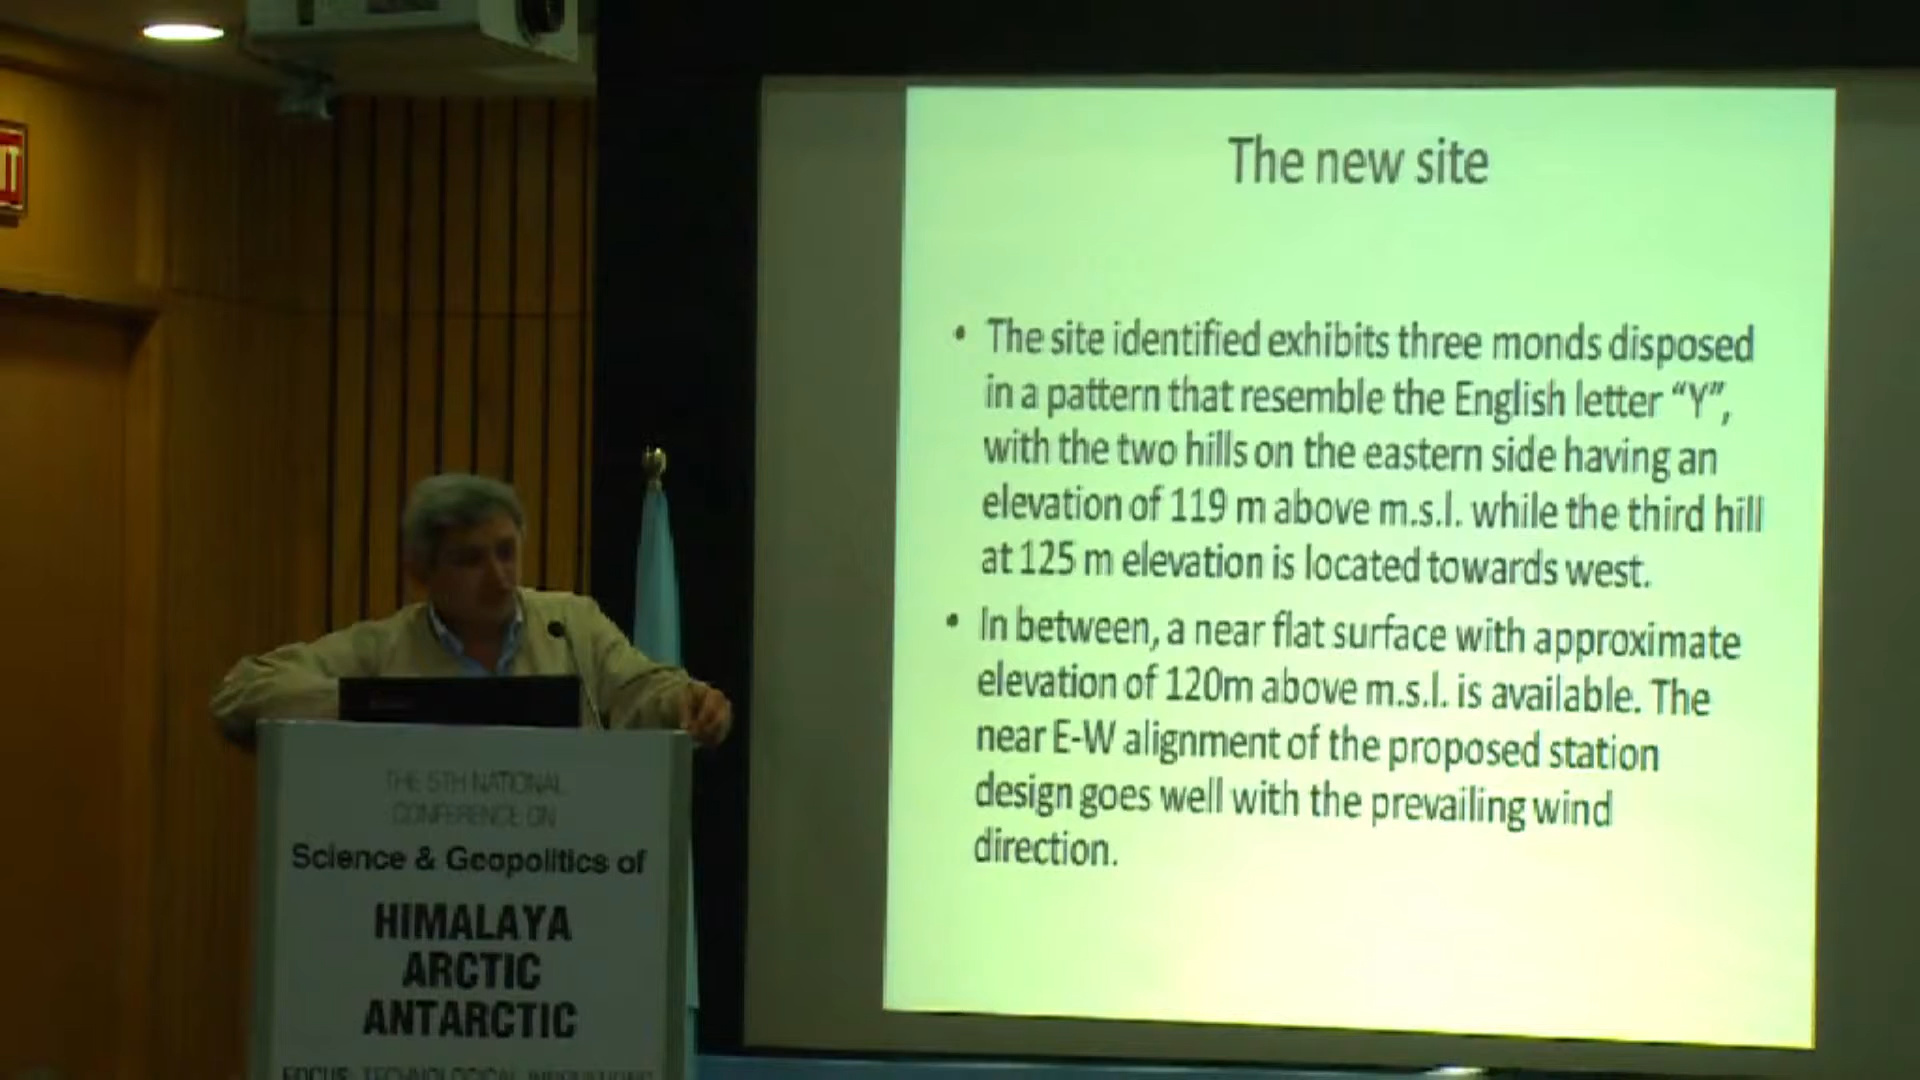 The new site
• The site identified exhibits three monds disposed
in a pattern that resemble the English letter “Y”,
with the two hills on the eastern side having an
elevation of 119 m above m.s.l. while the third hill
at 125 m elevation is located towards west.
• In between, a near flat surface with approximate
elevation of 120m above m.s.l. is available. The
near E-W alignment of the proposed station
design goes well with the prevailing wind
direction.
THE 5TH NATIONAL
CONFERENCE ON
Science & Geopolitics of
HIMALAYA
ARCTIC
ANTARCTIC
FOCUS: TECHNOLOGICAL